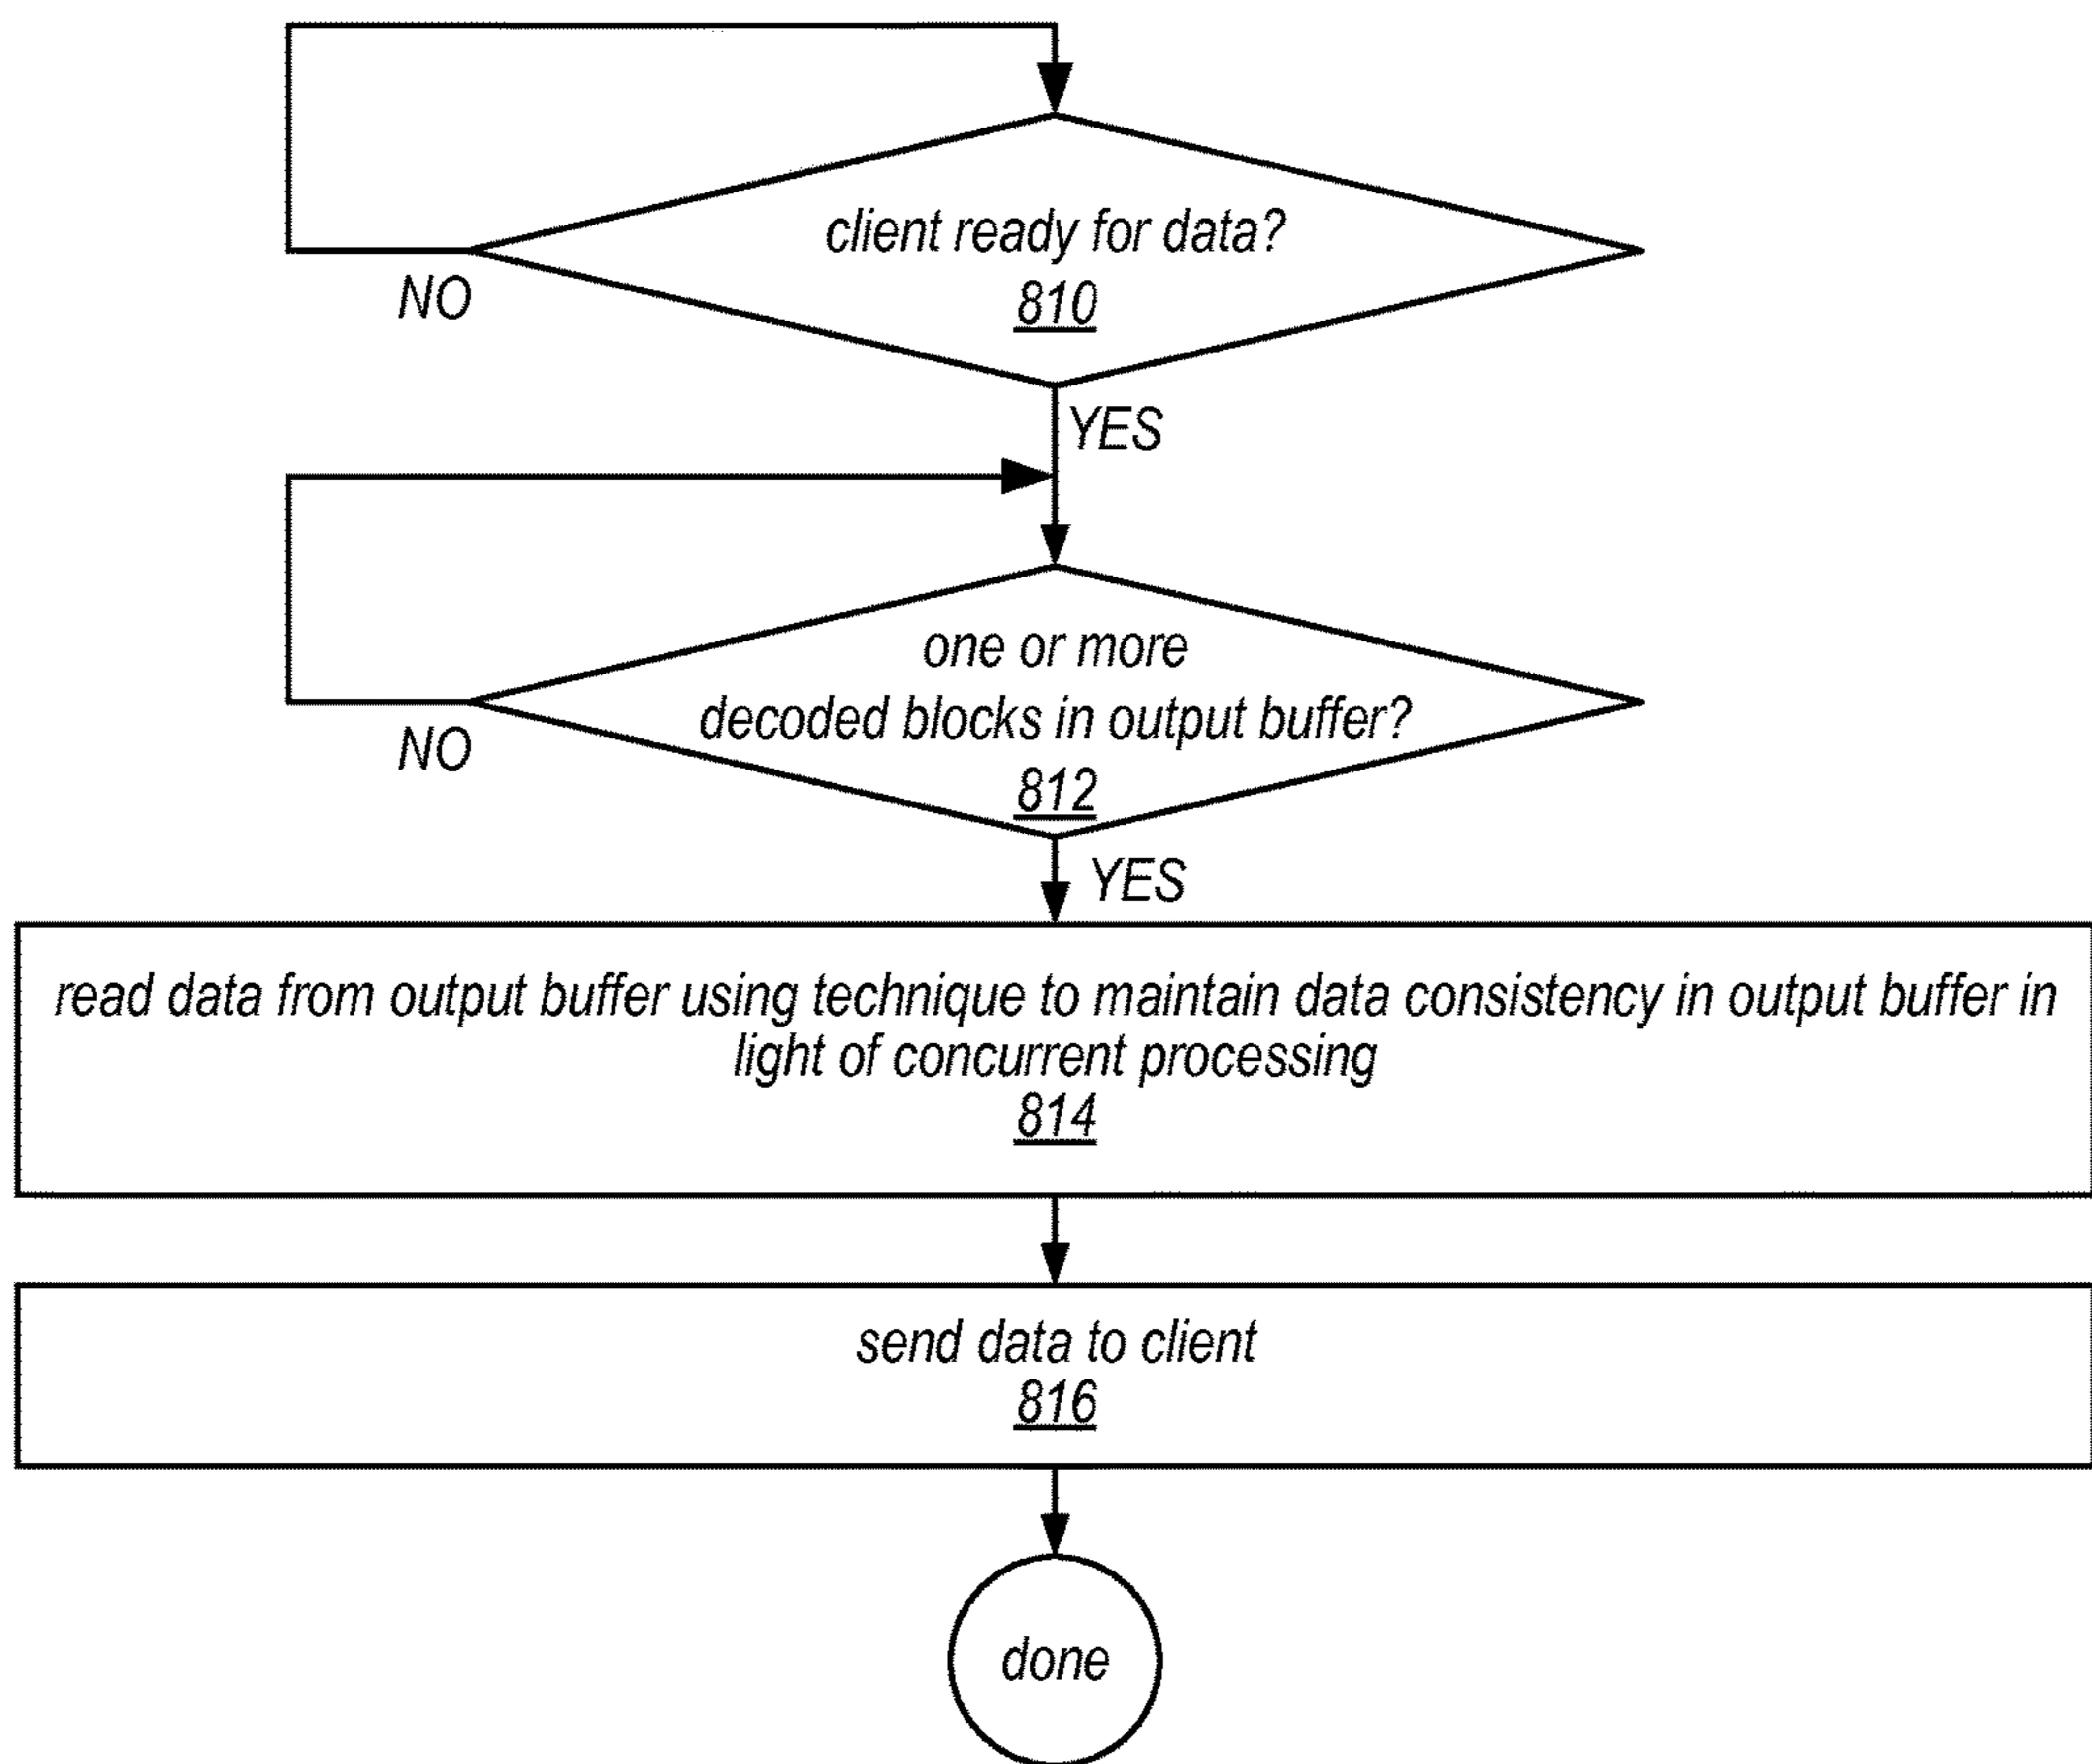 client ready for data?
810
NO
YES
one or more
decoded blocks in output buffer?
812
NO
YES
read data from output buffer using technique to maintain data consistency in output buffer in
light of concurrent processing
814
send data to client
816
done